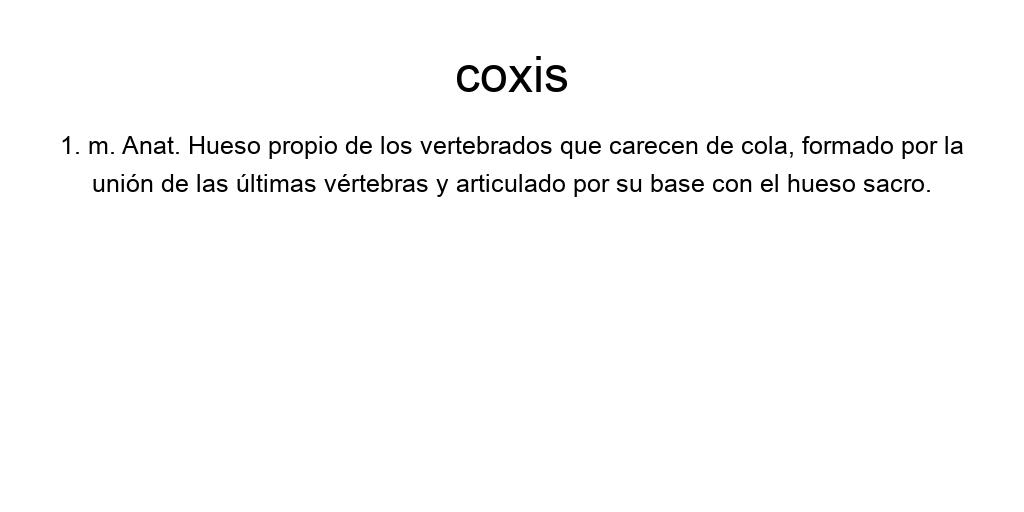 coxis
1. m. Anat. Hueso propio de los vertebrados que carecen de cola, formado por la
unión de las últimas vértebras y articulado por su base con el hueso sacro.